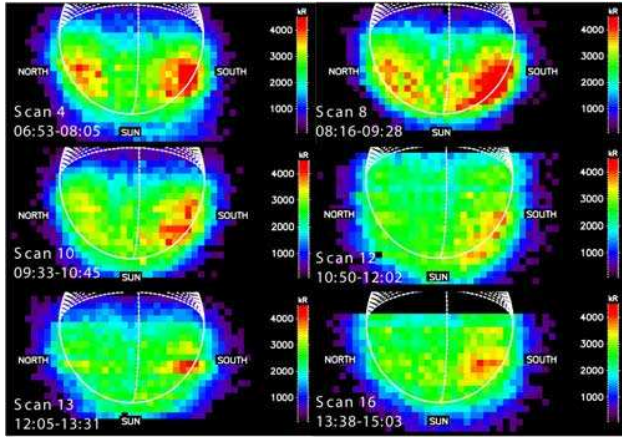 kR
4000
3000
2000
1000
NORTH
SOUTH
Scan 4
06:53-08:05
SUN
kR
4000
3000
2000
1000
NORTH
SOUTH
Scan 8
08:16-09:28
SUN
kR
4000
3000
2000
1000
NORTH
SOUTH
Scan 10
09:33-10:45
SUN
kR
4000
3000
2000
1000
NORTH
SOUTH
Scan 12
10:50-12:02
SUN
kR
4000
3000
2000
1000
NORTH
SOUTH
Scan 13
12:05-13:31
SUN
kR
4000
3000
2000
1000
NORTH
SOUTH
Scan 16
13:38-15:03
SUN